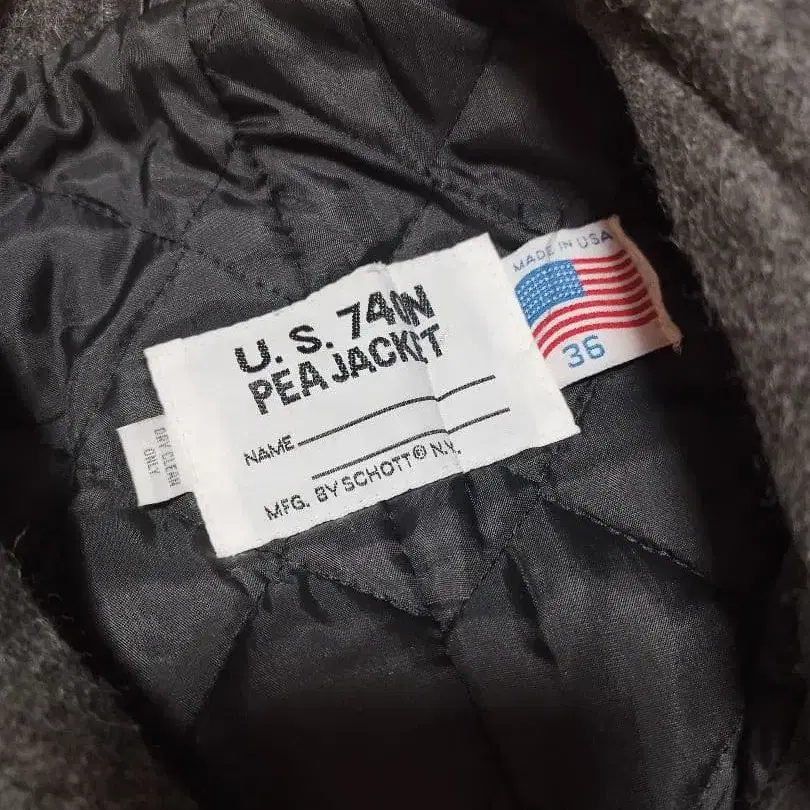 U.S. 740N
PEA JACKET
NAME
MFG. BY SCHOTT® N.Y.
MADE IN USA
36
DRY CLEAN
ONLY